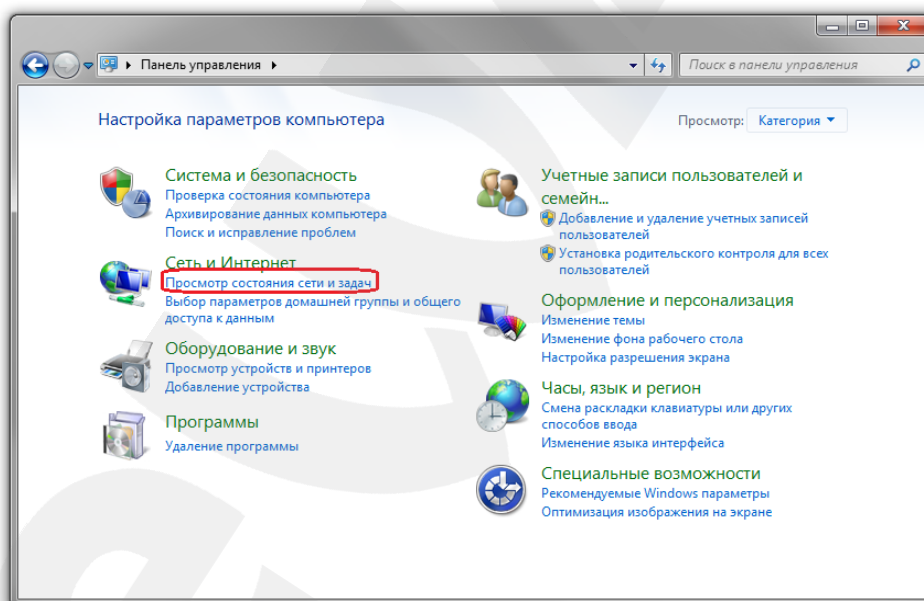 Панель управления
Поиск в панели управления
Настройка параметров компьютера
Просмотр: Категория
Система и безопасность
Проверка состояния компьютера
Архивирование данных компьютера
Поиск и исправление проблем
Сеть и Интернет
Просмотр состояния сети и задач
Выбор параметров домашней группы и общего
доступа к данным
Оборудование и звук
Просмотр устройств и принтеров
Добавление устройства
Программы
Удаление программы
Учетные записи пользователей и
семейн...
Добавление и удаление учетных записей
пользователей
Установка родительского контроля для всех
пользователей
Оформление и персонализация
Изменение темы
Изменение фона рабочего стола
Настройка разрешения экрана
Часы, язык и регион
Смена раскладки клавиатуры или других
способов ввода
Изменение языка интерфейса
Специальные возможности
Рекомендуемые Windows параметры
Оптимизация изображения на экране